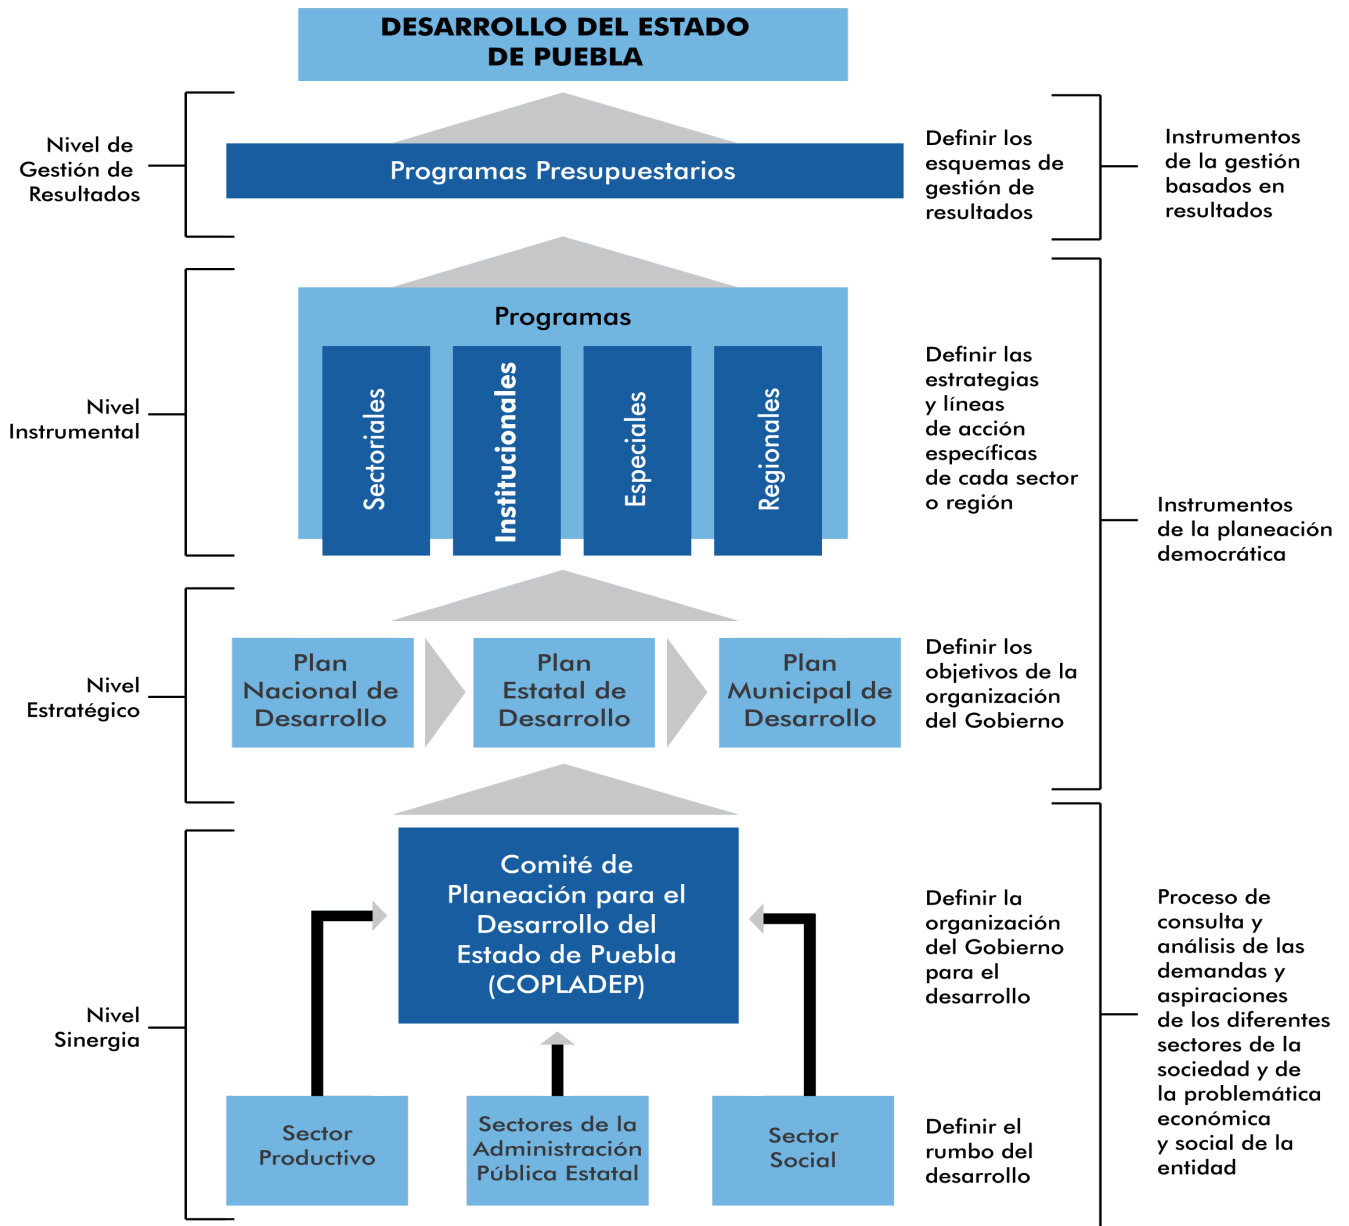 DESARROLLO DEL ESTADO
DE PUEBLA
Nivel de
Gestión de
Resultados
Programas Presupuestarios
Definir los
esquemas de
gestión de
resultados
Instrumentos
de la gestión
basados en
resultados
Nivel
Instrumental
Programas
Sectoriales
Institucionales
Especiales
Regionales
Definir las
estrategias
y líneas
de acción
específicas
de cada sector
o región
Instrumentos
de la planeación
democrática
Nivel
Estratégico
Plan
Nacional de
Desarrollo
Plan
Estatal de
Desarrollo
Plan
Municipal de
Desarrollo
Definir los
objetivos de la
organización
del Gobierno
Nivel
Sinergia
Comité de
Planeación para el
Desarrollo del
Estado de Puebla
(COPLADEP)
Definir la
organización
del Gobierno
para el
desarrollo
Sector
Productivo
Sectores de la
Administración
Pública Estatal
Sector
Social
Definir el
rumbo del
desarrollo
Proceso de
consulta y
análisis de las
demandas y
aspiraciones
de los diferentes
sectores de la
sociedad y de
la problemática
económica
y social de la
entidad